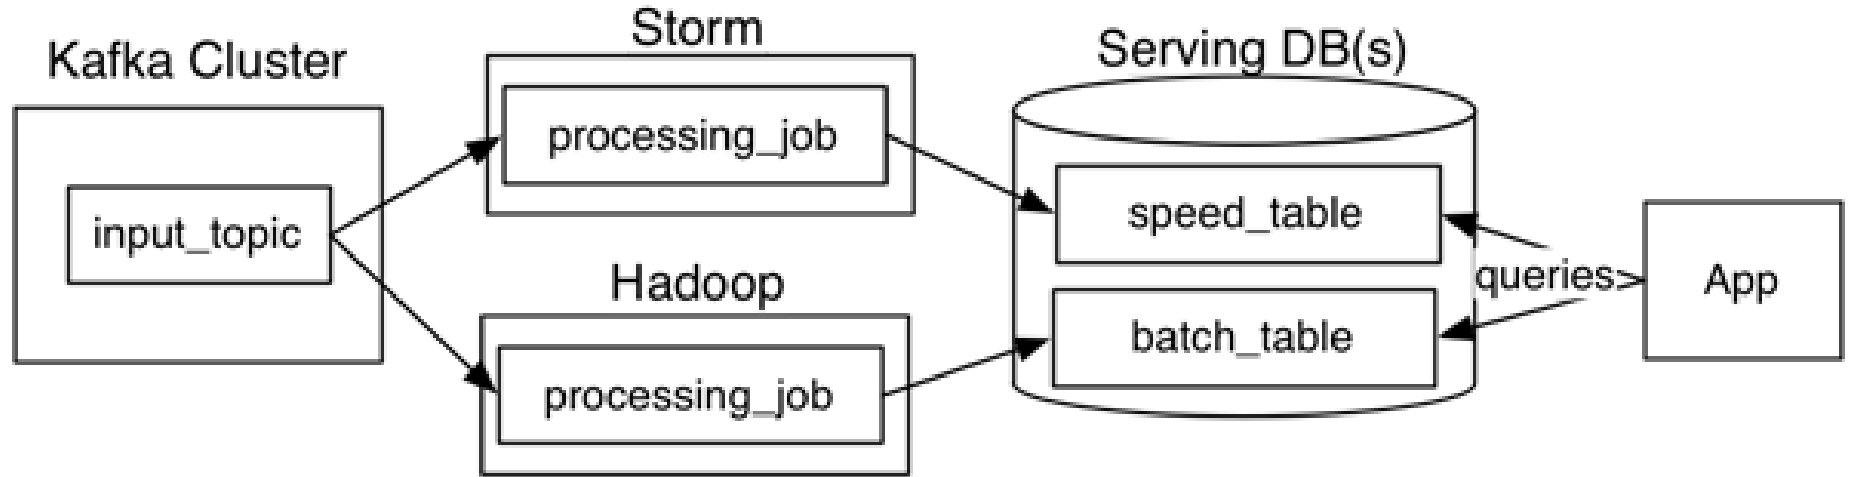 Kafka Cluster
input_topic
Storm
processing_job
Hadoop
processing_job
Serving DB(s)
speed_table
batch_table
queries
App